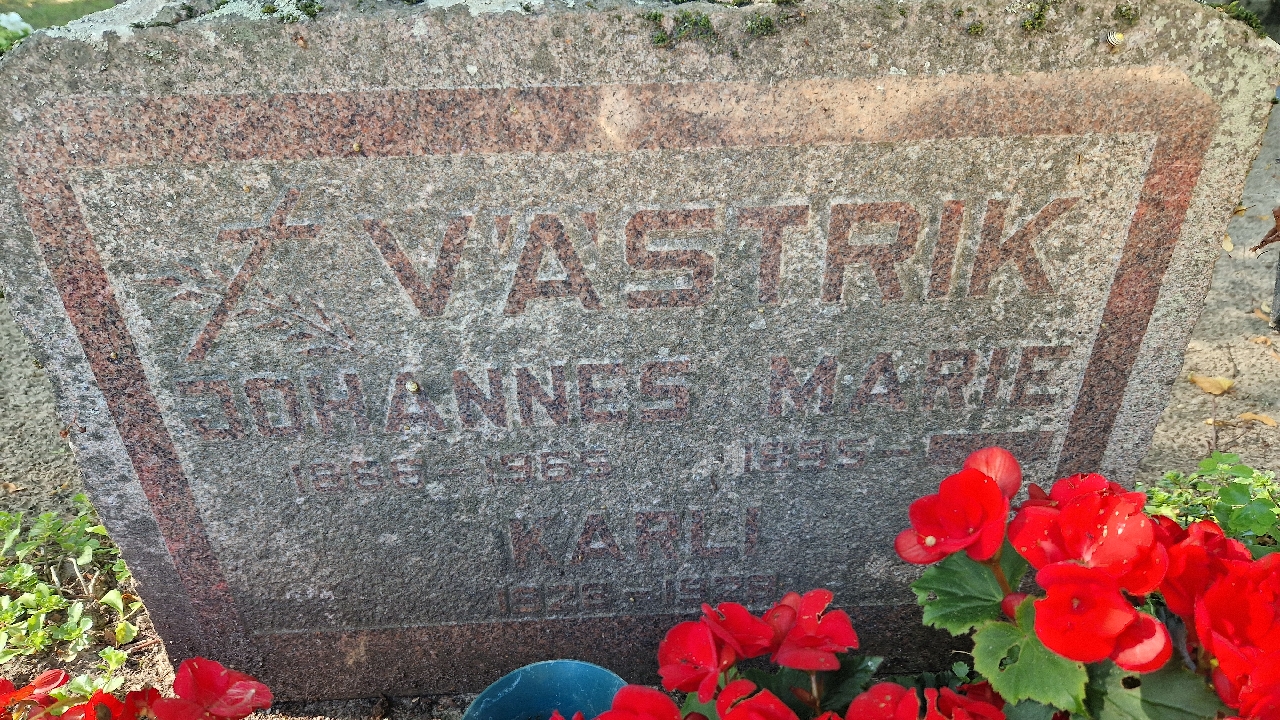 VÄSTRIK
JOHANNES MARIE
1895 –
KARLI